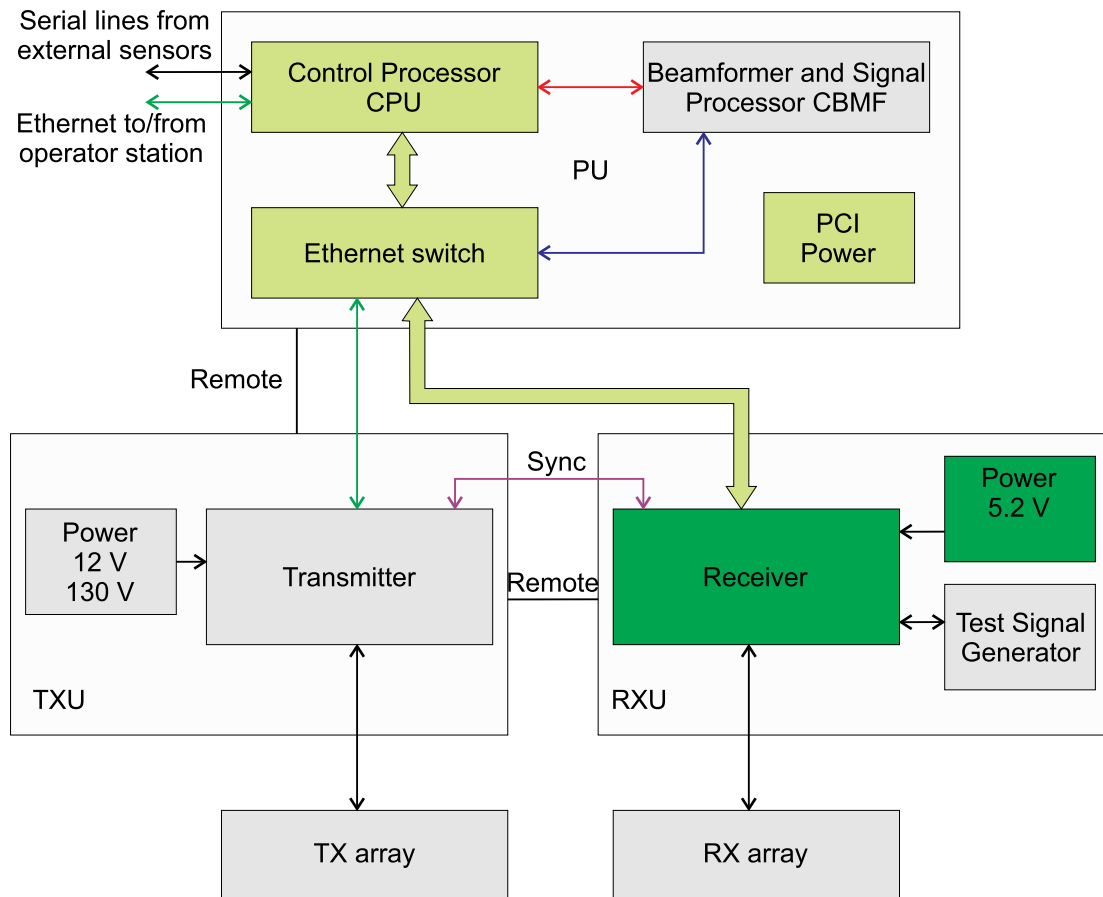 Serial lines from
external sensors
Ethernet to/from
operator station
Control Processor
CPU
Beamformer and Signal
Processor CBMF
PU
Ethernet switch
PCI
Power
Remote
Sync
Power
12 V
130 V
Transmitter
TXU
Remote
Receiver
Power
5.2 V
Test Signal
Generator
RXU
TX array
RX array